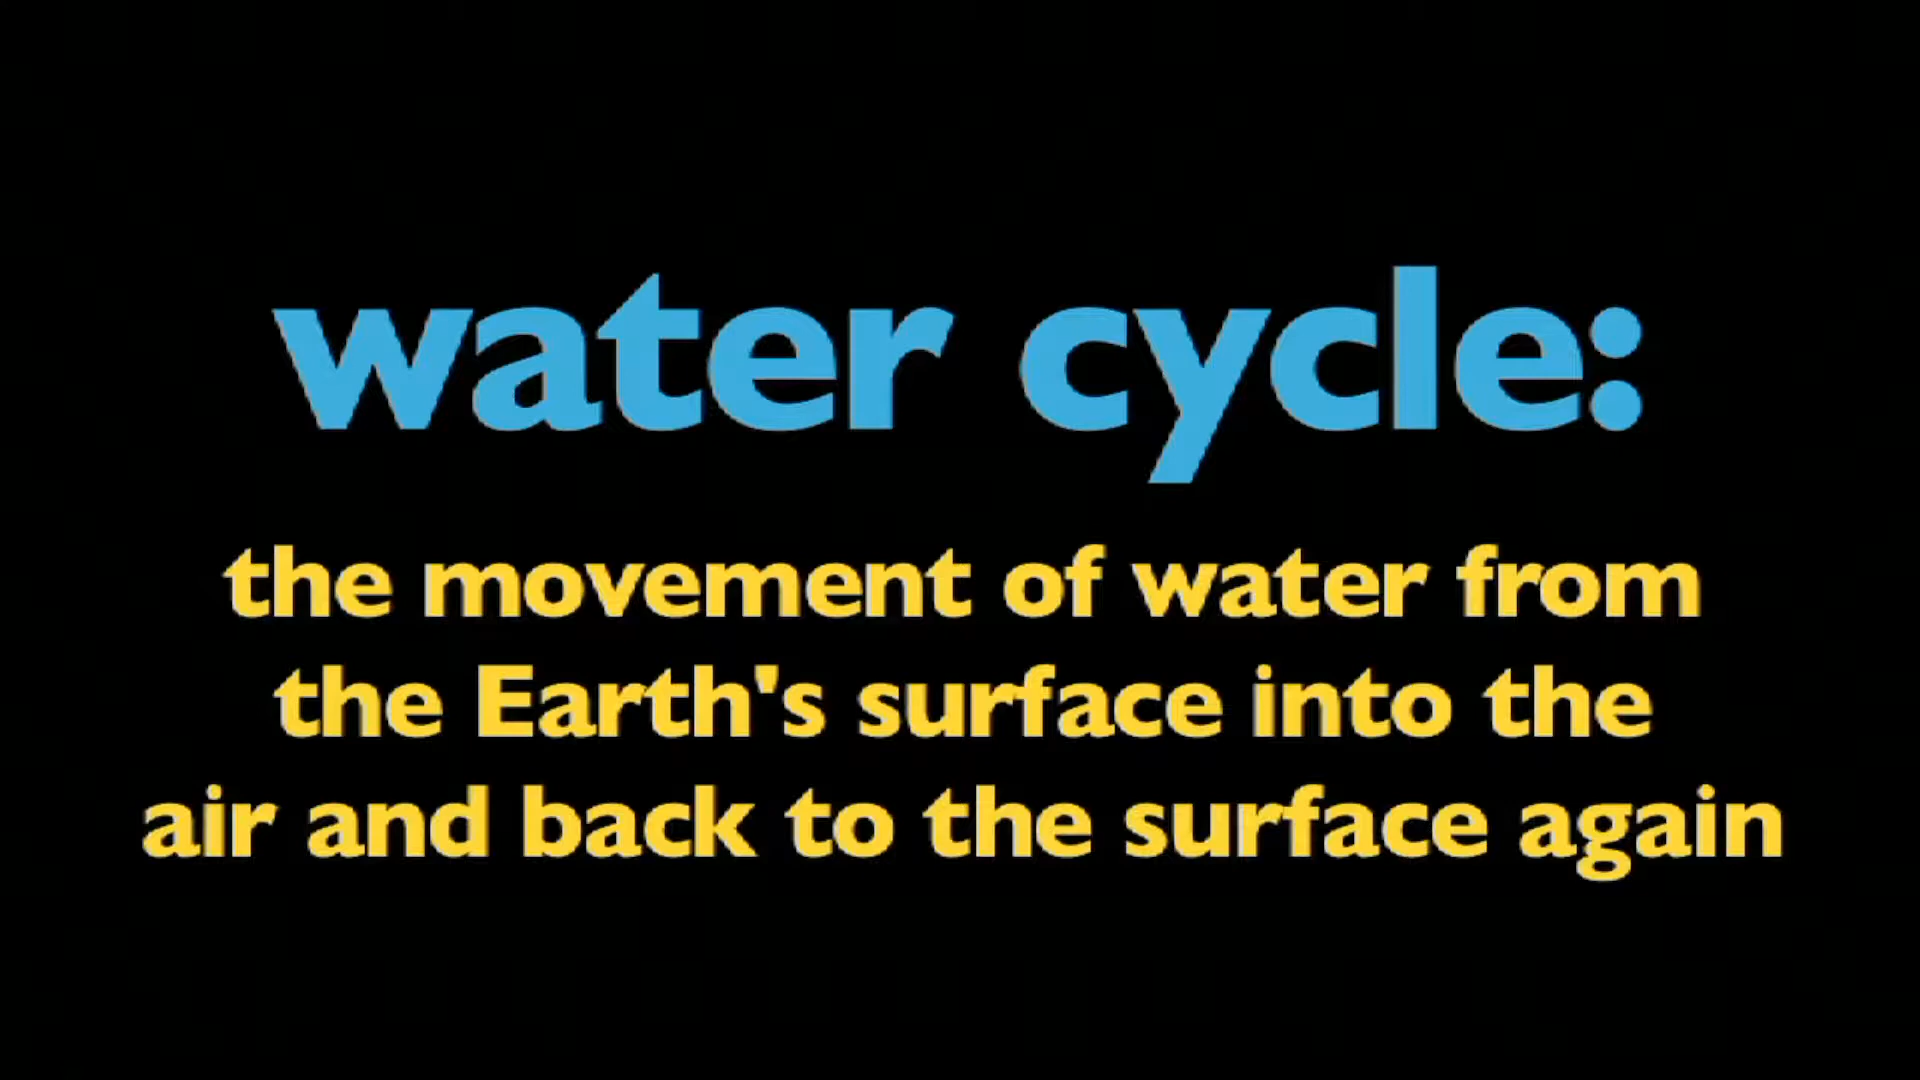 water cycle:
the movement of water from
the Earth's surface into the
air and back to the surface again